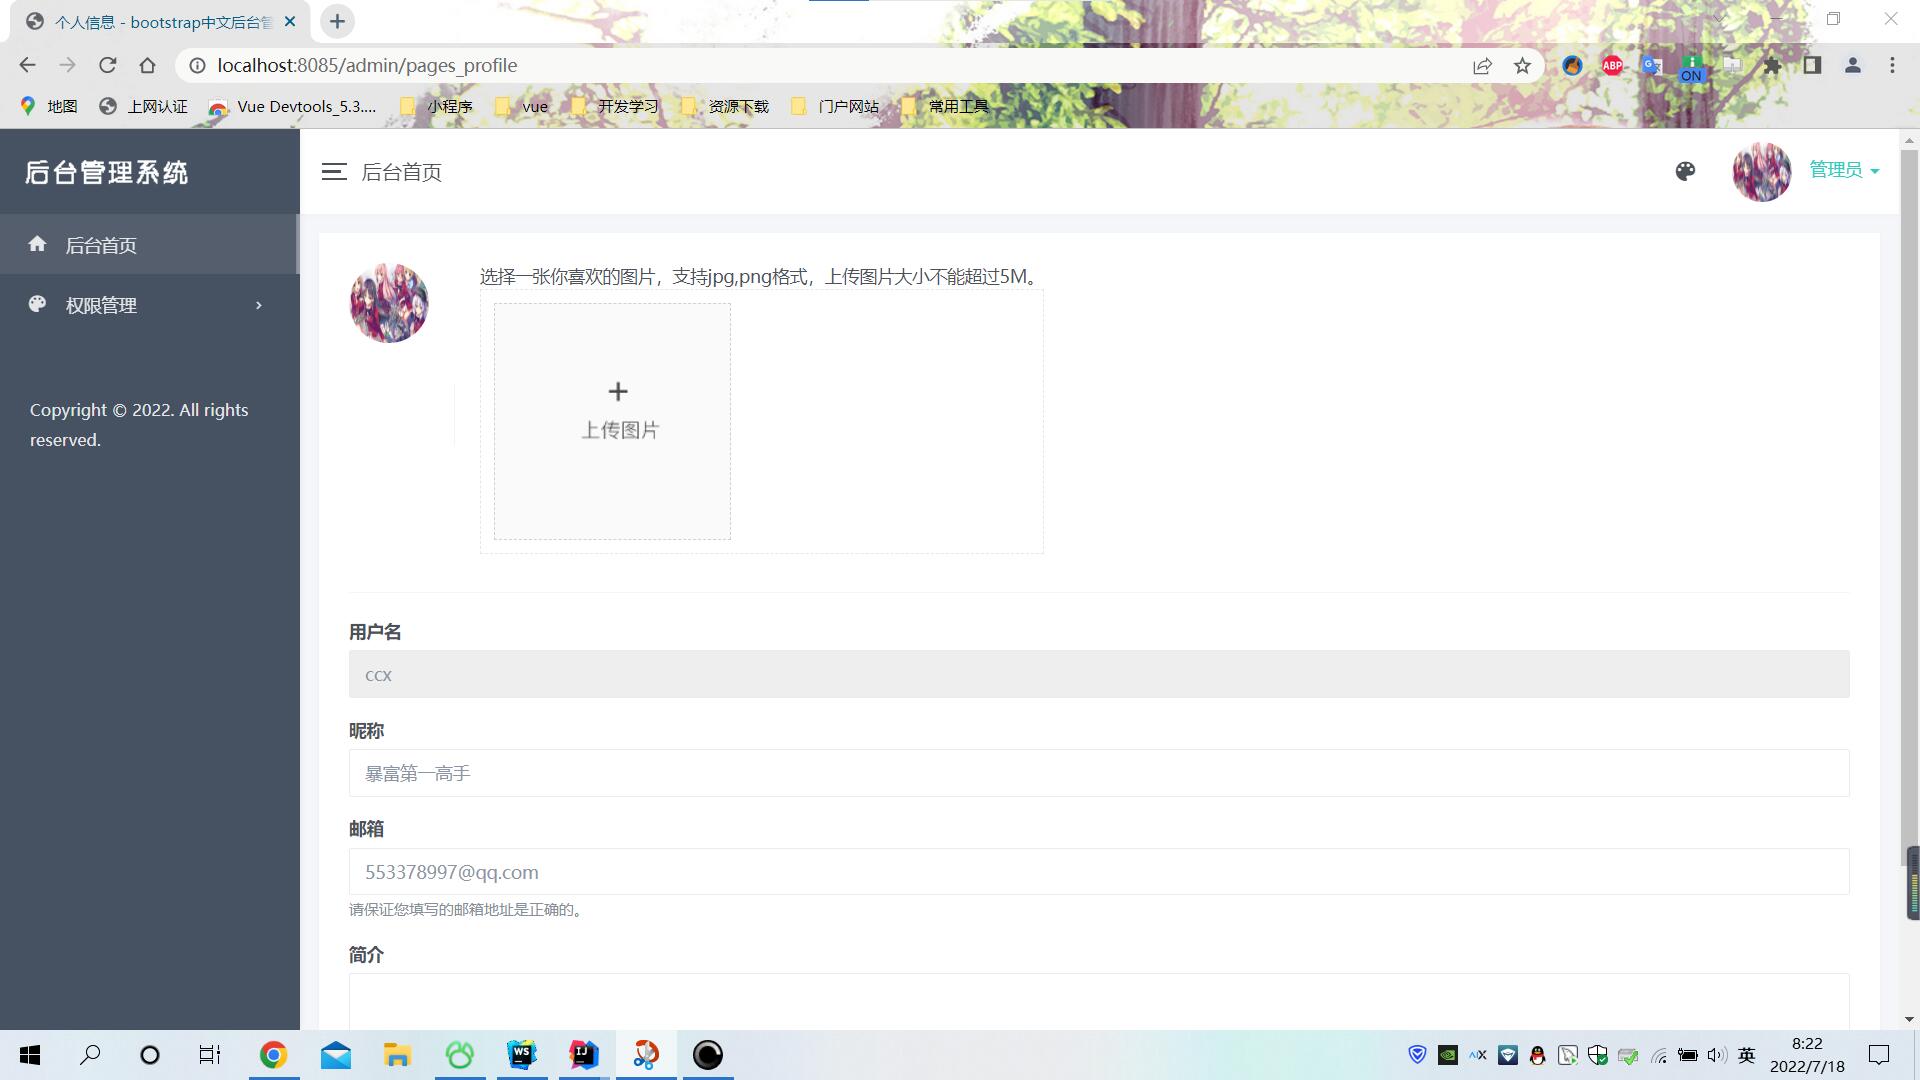 个人信息 - bootstrap中文后台管
localhost:8085/admin/pages_profile
ABP
ON
地图
上网认证
Vue Devtools_5.3....
小程序
vue
开发学习
资源下载
门户网站
常用工具
后台管理系统
后台首页
管理员
后台首页
权限管理
Copyright © 2022. All rights
reserved.
选择一张你喜欢的图片，支持jpg,png格式，上传图片大小不能超过5M。
上传图片
用户名
ccx
昵称
暴富第一高手
邮箱
553378997@qq.com
请保证您填写的邮箱地址是正确的。
简介
WS
IJ
英
8:22
2022/7/18